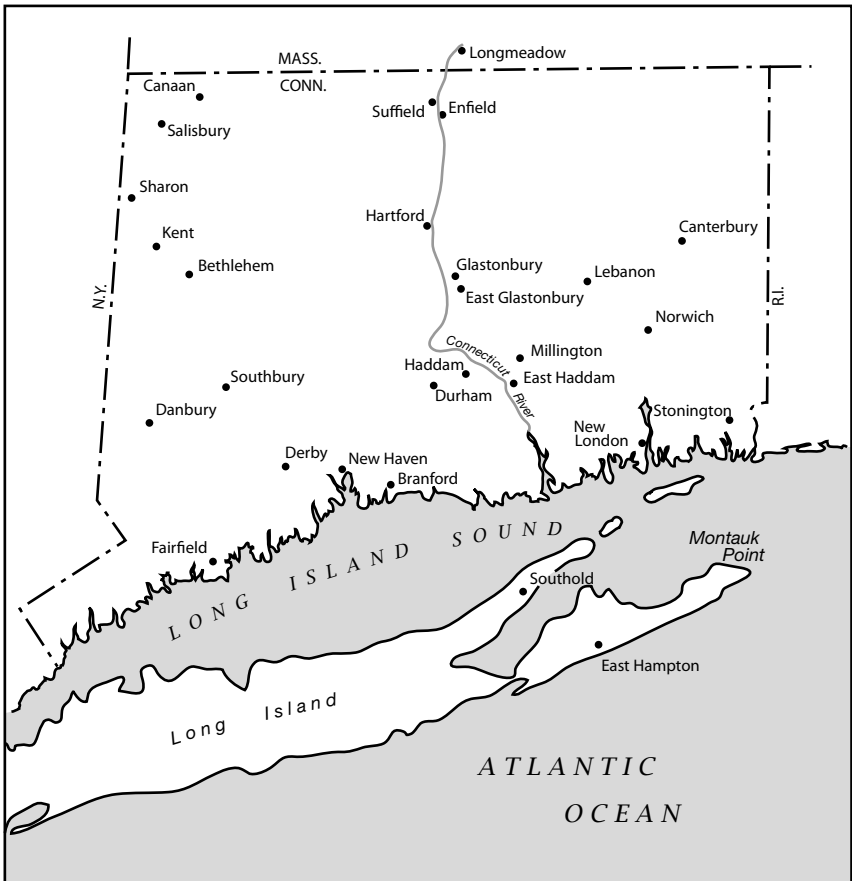 Longmeadow
MASS.
CONN.
Canaan
Suffield
Enfield
Salisbury
Sharon
Hartford
Kent
Canterbury
Bethlehem
Glastonbury
Lebanon
East Glastonbury
N.Y.
R.I.
Norwich
Connecticut
River
Millington
Haddam
East Haddam
Southbury
Durham
Danbury
Stonington
New
London
Derby
New Haven
Branford
Fairfield
LONG ISLAND SOUND
Montauk
Point
Southold
East Hampton
Long Island
ATLANTIC
OCEAN